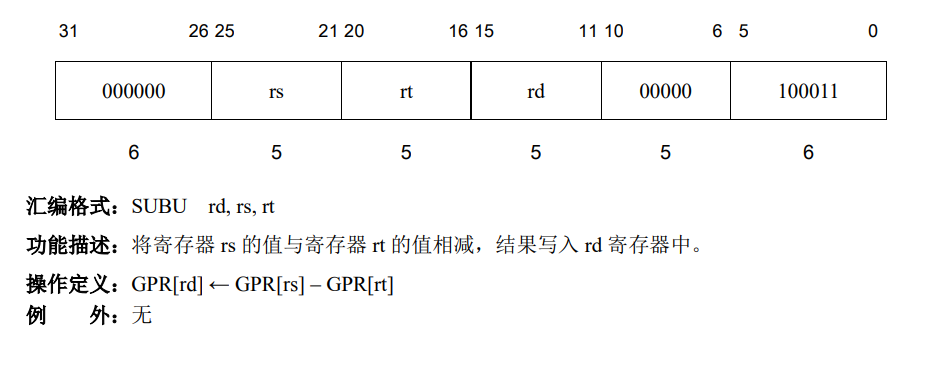 31 26 25 21 20 16 15 11 10 6 5 0
000000 rs rt rd 00000 100011
6 5 5 5 5 6
汇编格式：SUBU rd, rs, rt
功能描述：将寄存器 rs 的值与寄存器 rt 的值相减，结果写入 rd 寄存器中。
操作定义：GPR[rd] ← GPR[rs] – GPR[rt]
例 外：无